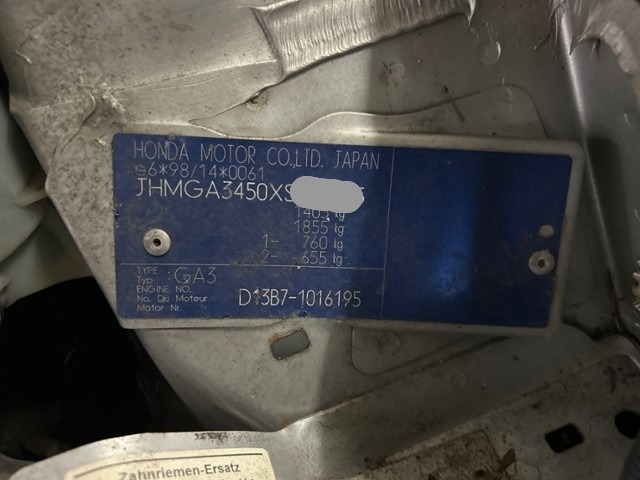 HONDA MOTOR CO.,LTD. JAPAN
e6*98/14*0061
JHMGA3450XS
1405 kg
1855 kg
1- 760 kg
2- 655 kg
TYPE
Typ :GA3
ENGINE NO.
No. Du Moteur
Motor Nr.
D13B7-1016195
Zahnriemen-Ersatz